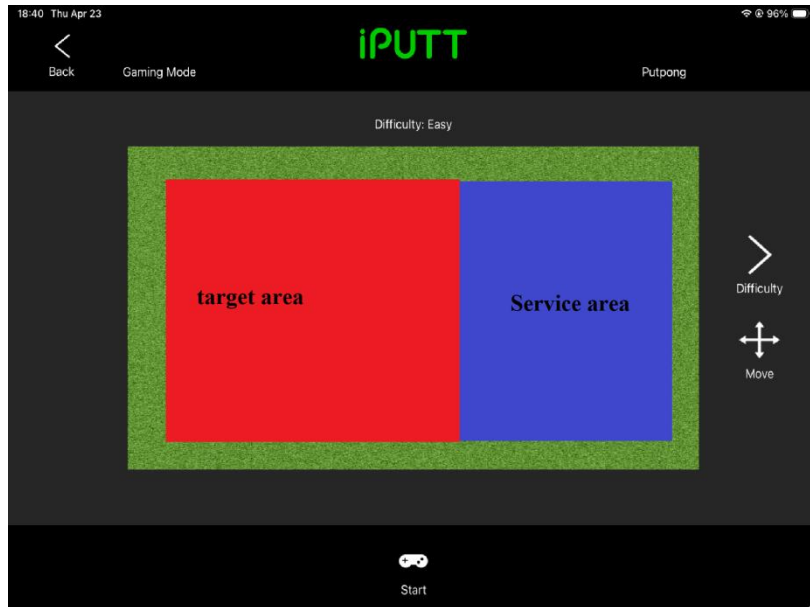 18:40 Thu Apr 23
96%
iPUTT
Back
Gaming Mode
Putpong
Difficulty: Easy
target area
Service area
Difficulty
Move
Start